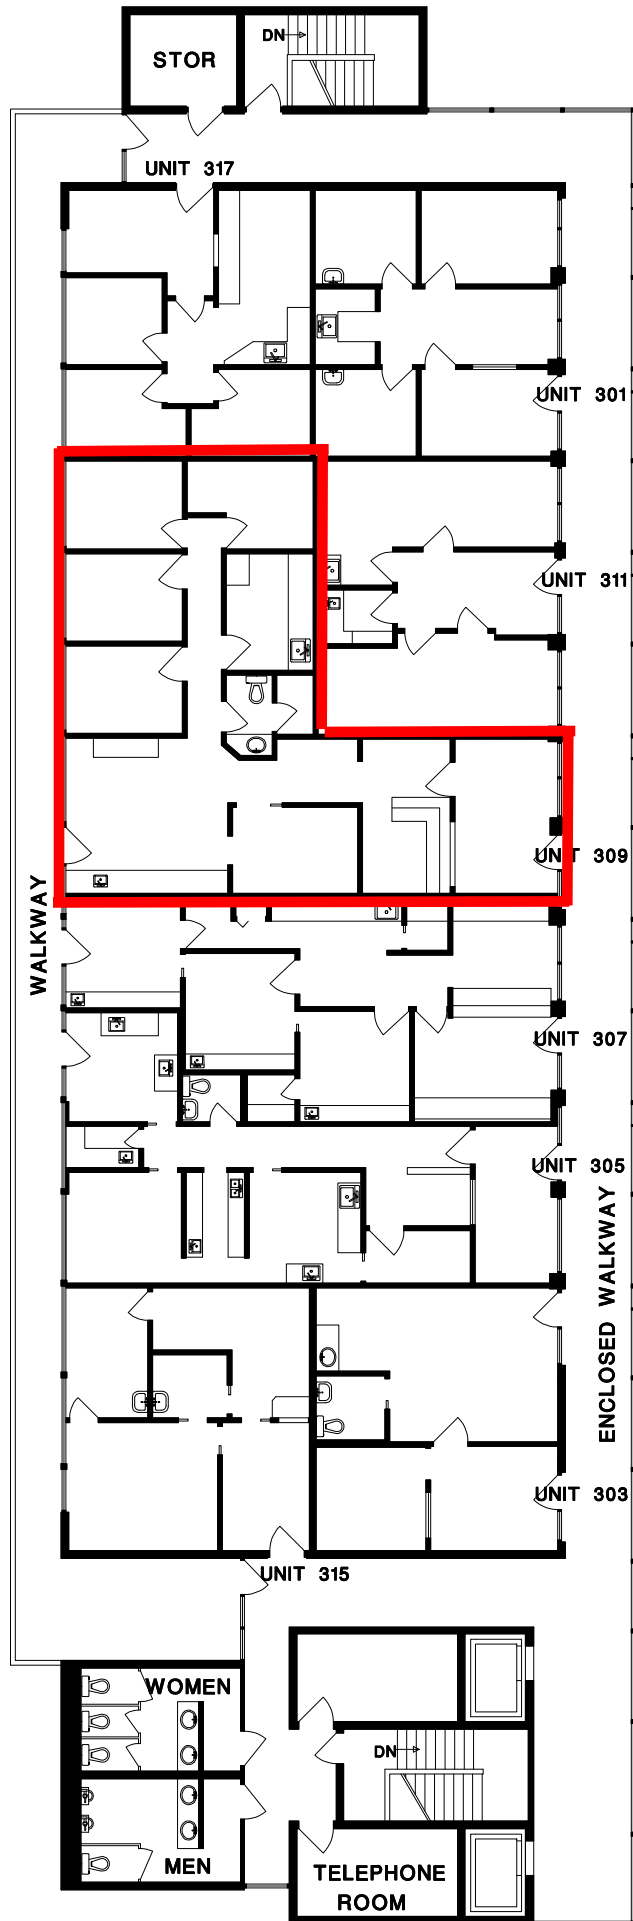 DN
STOR
UNIT 317
UNIT 301
UNIT 311
UNIT 309
WALKWAY
UNIT 307
UNIT 305
ENCLOSED WALKWAY
UNIT 303
UNIT 315
WOMEN
DN
MEN
TELEPHONE
ROOM